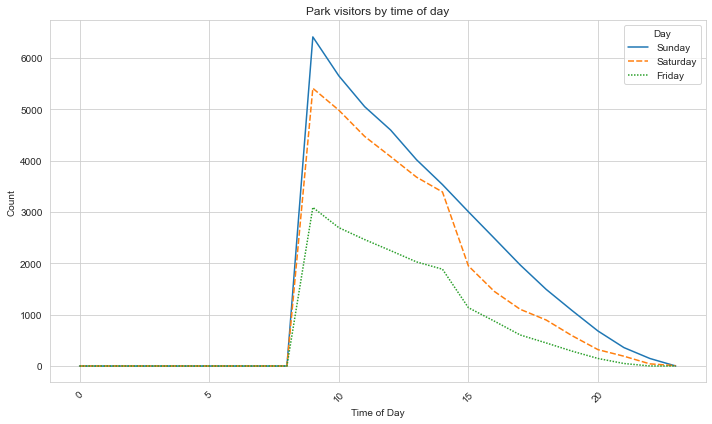 Park visitors by time of day
Day
Sunday
Saturday
Friday
6000
5000
4000
3000
2000
1000
0
Count
0 5 10 15 20
Time of Day